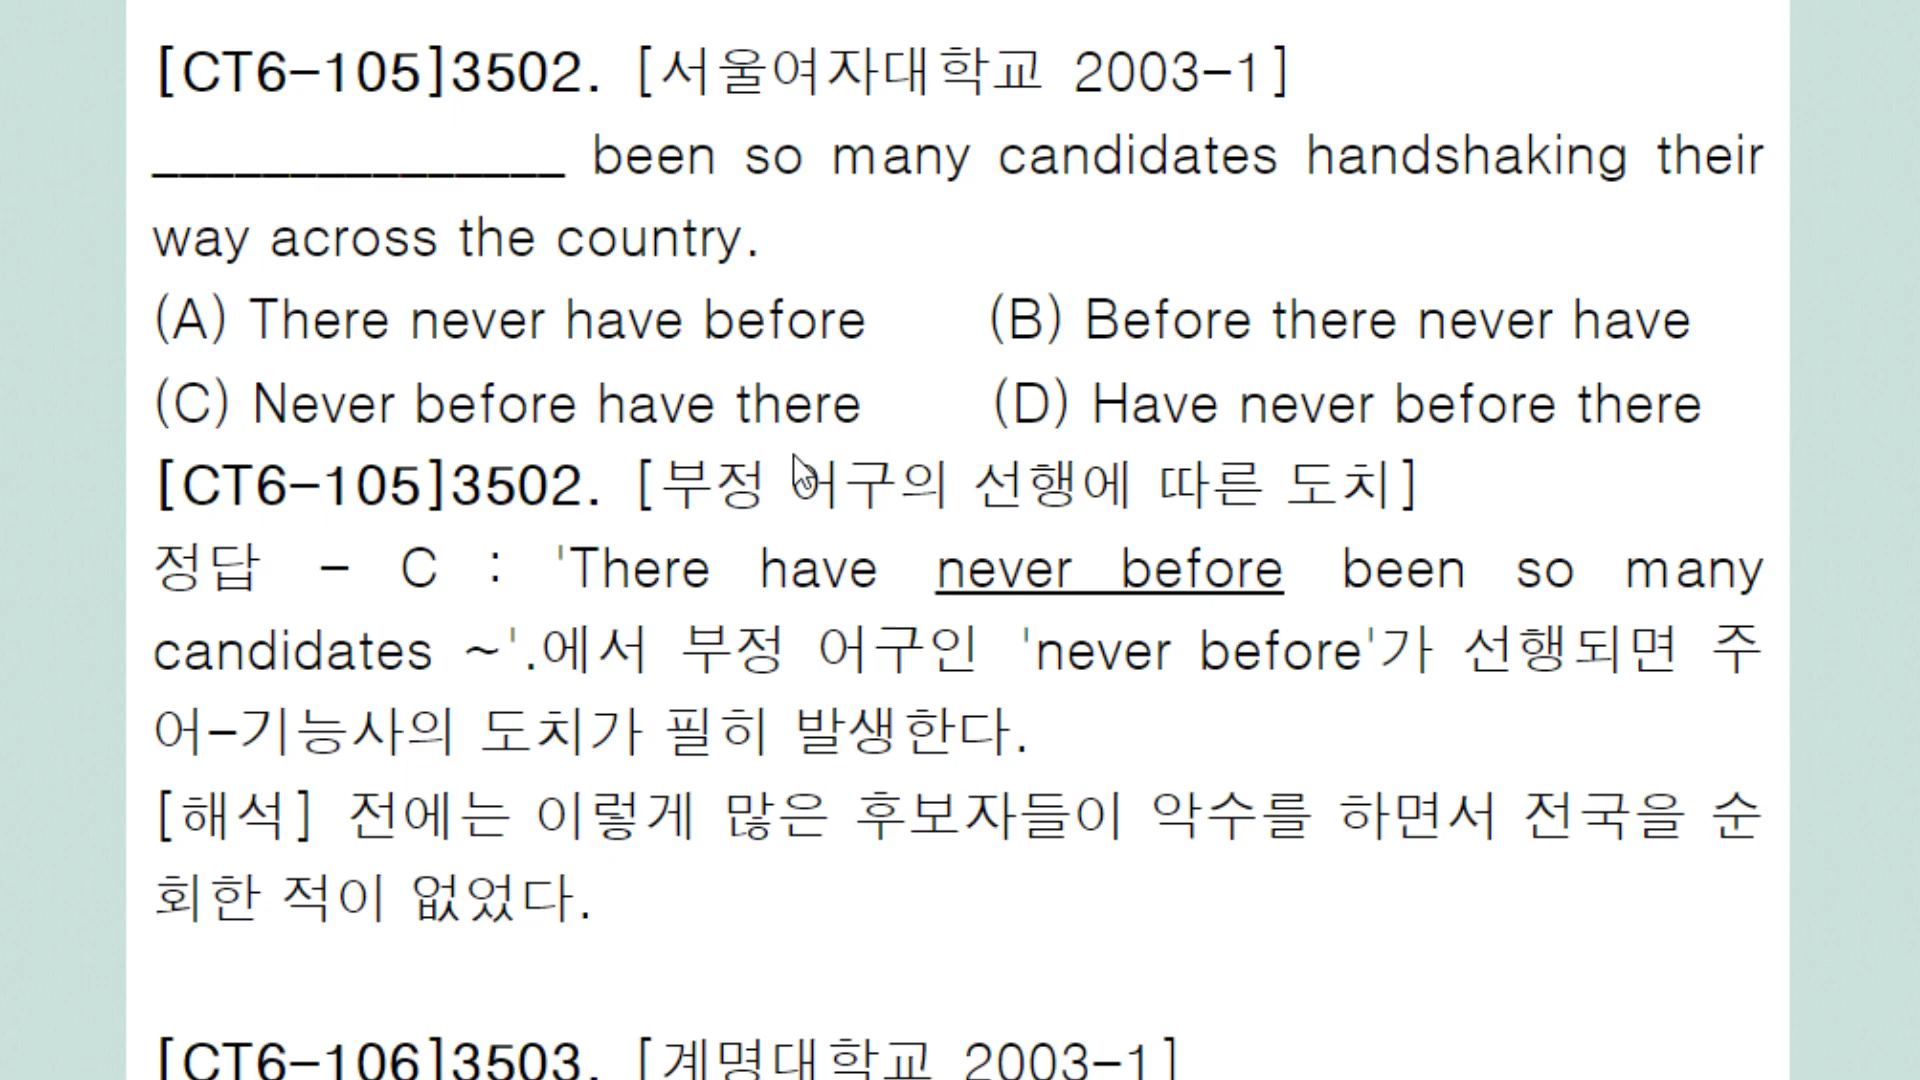 [CT6-105]3502. [서울여자대학교 2003-1]
_______________ been so many candidates handshaking their
way across the country.
(A) There never have before (B) Before there never have
(C) Never before have there (D) Have never before there
[CT6-105]3502. [부정 어구의 선행에 따른 도치]
정답 - C : 'There have never before been so many
candidates ~'.에서 부정 어구인 'never before'가 선행되면 주
어-기능사의 도치가 필히 발생한다.
[해석] 전에는 이렇게 많은 후보자들이 악수를 하면서 전국을 순
회한 적이 없었다.
[CT6-106]3503. [계명대학교 2003-1]